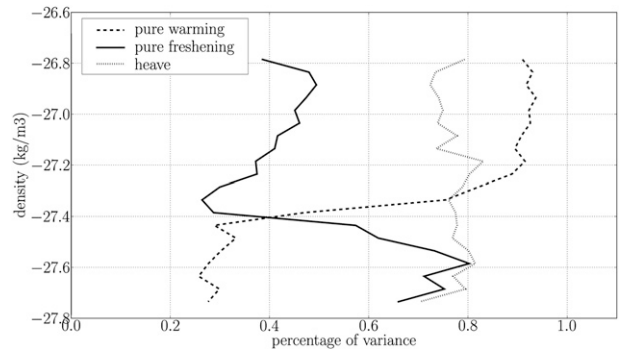 −26.6
pure warming
pure freshening
heave
−26.8
−27.0
−27.2
−27.4
−27.6
−27.8
density (kg/m3)
0.0
0.2
0.4
0.6
0.8
1.0
percentage of variance